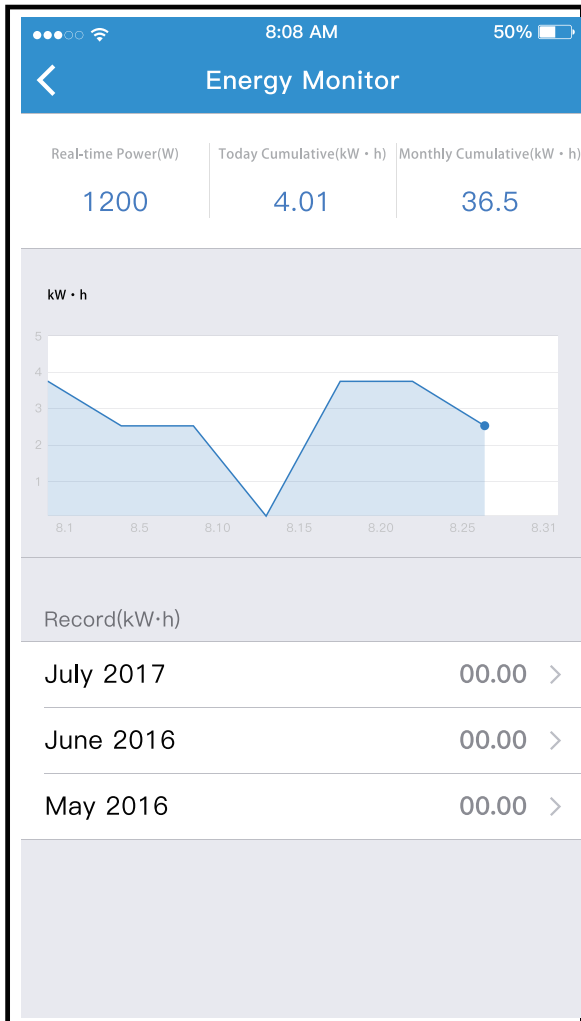 8:08 AM 50%
Energy Monitor
Real-time Power(W) Today Cumulative(kW·h) Monthly Cumulative(kW·h)
1200 4.01 36.5
kW·h
5
4
3
2
1
8.1 8.5 8.10 8.15 8.20 8.25 8.31
Record(kW·h)
July 2017 00.00
June 2016 00.00
May 2016 00.00